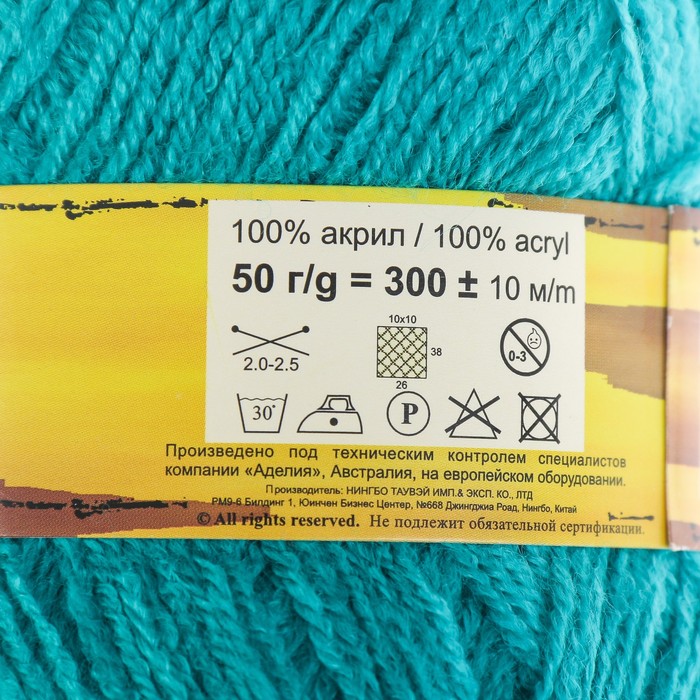 100% акрил / 100% acryl
50 г/g = 300 ± 10 м/m
10x10
38
2.0-2.5
0-3
26
30°
P
Произведено под техническим контролем специалистов
компании «Аделия», Австралия, на европейском оборудовании.
Производитель: НИНГБО ТАУВЭЙ ИМП.& ЭКСП. КО., ЛТД
РМ9-6 Билдинг 1, Юинчен Бизнес Центер, №668 Джингджиа Роад, Нингбо, Китай
© All rights reserved. Не подлежит обязательной сертификации.